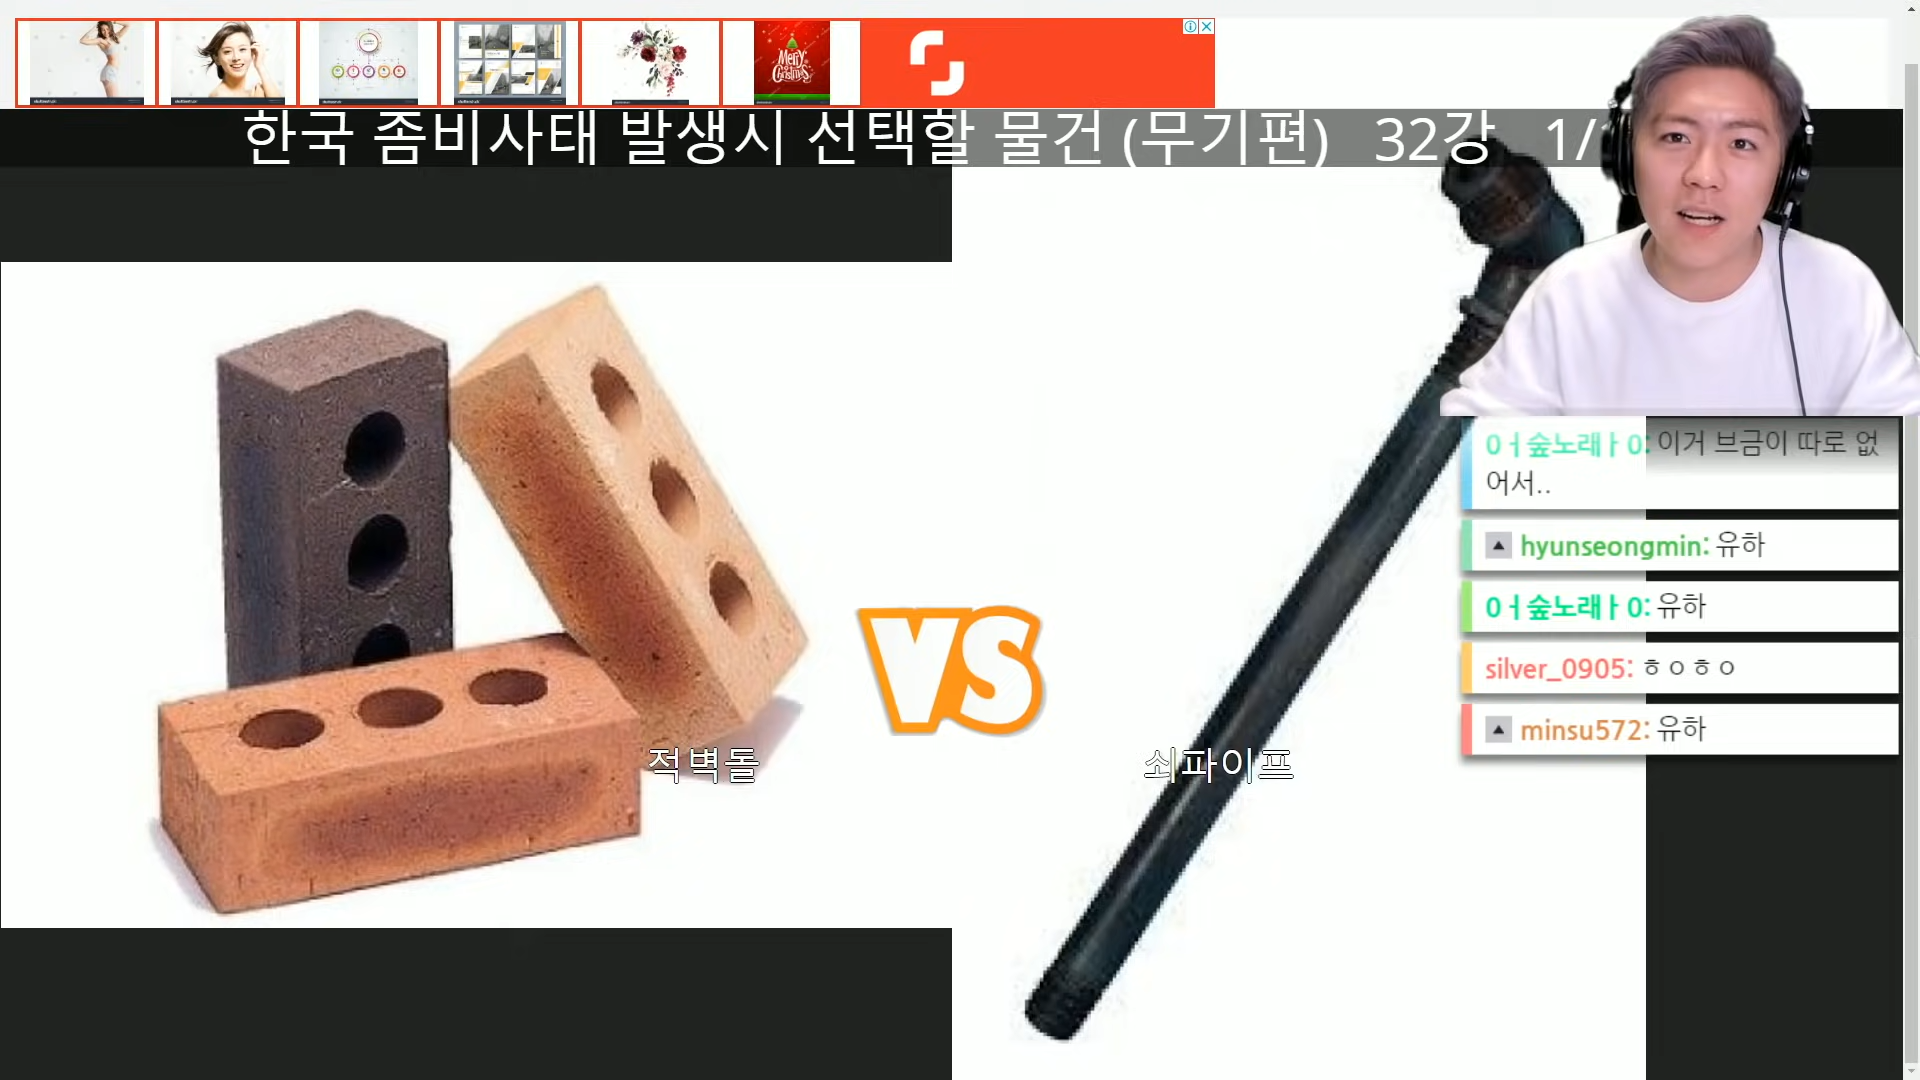 Merry
Christmas
한국 좀비사태 발생시 선택할 물건 (무기편) 32강 1/
VS
적벽돌
쇠파이프
0ㅓ숲노래ㅏ0: 이거 브금이 따로 없
어서..
hyunseongmin: 유하
0ㅓ숲노래ㅏ0: 유하
silver_0905: ㅎㅇㅎㅇ
minsu572: 유하